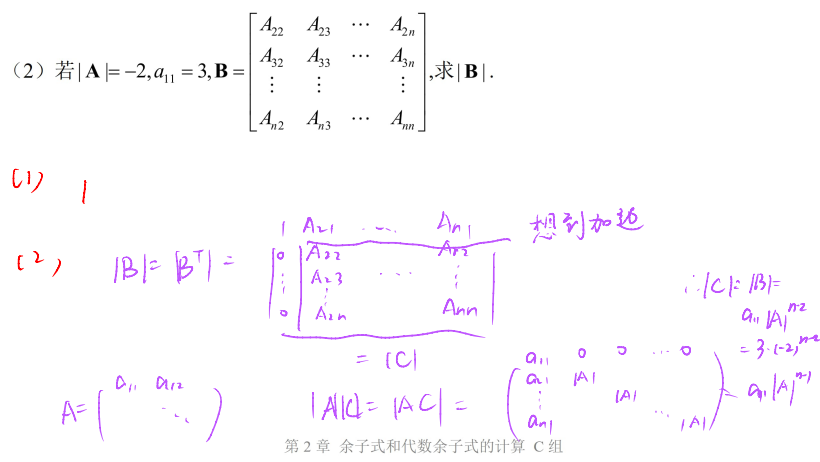 (2) 若|A|=-2, a₁₁=3, B=[A₂₂ A₂₃ ⋯ A₂ₙ
A₃₂ A₃₃ ⋯ A₃ₙ
⋮ ⋮ ⋮
Aₙ₂ Aₙ₃ ⋯ Aₙₙ],求|B|.
(1) 1
1 A₂₁ ⋯ Aₙ₁ 想到加边
(2) |B|=|Bᵀ|= 0 A₂₂ Aₙ₂
⋮ A₂₃ ⋯ ⋮
0 A₂ₙ Aₙₙ
=|C|
∴|C|=|B|=
a₁₁|A|ⁿ⁻²
=3·(-2)ⁿ⁻²
A=(a₁₁ a₁₂
⋱)
|A||C|=|AC|=
(a₁₁ 0 0 ⋯ 0
a₂₁ |A|
⋮ |A|
aₙ₁ ⋯ |A|)
= a₁₁|A|ⁿ⁻¹
第 2 章 余子式和代数余子式的计算 C 组